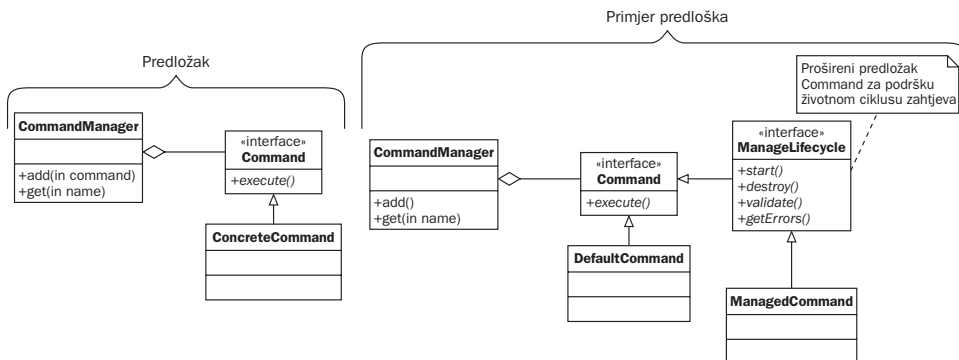 Predložak
CommandManager
+add(in command)
+get(in name)
«interface»
Command
+execute()
ConcreteCommand
Primjer predloška
Prošireni predložak
Command za podršku
životnom ciklusu zahtjeva
CommandManager
+add()
+get(in name)
«interface»
Command
+execute()
«interface»
ManageLifecycle
+start()
+destroy()
+validate()
+getErrors()
DefaultCommand
ManagedCommand